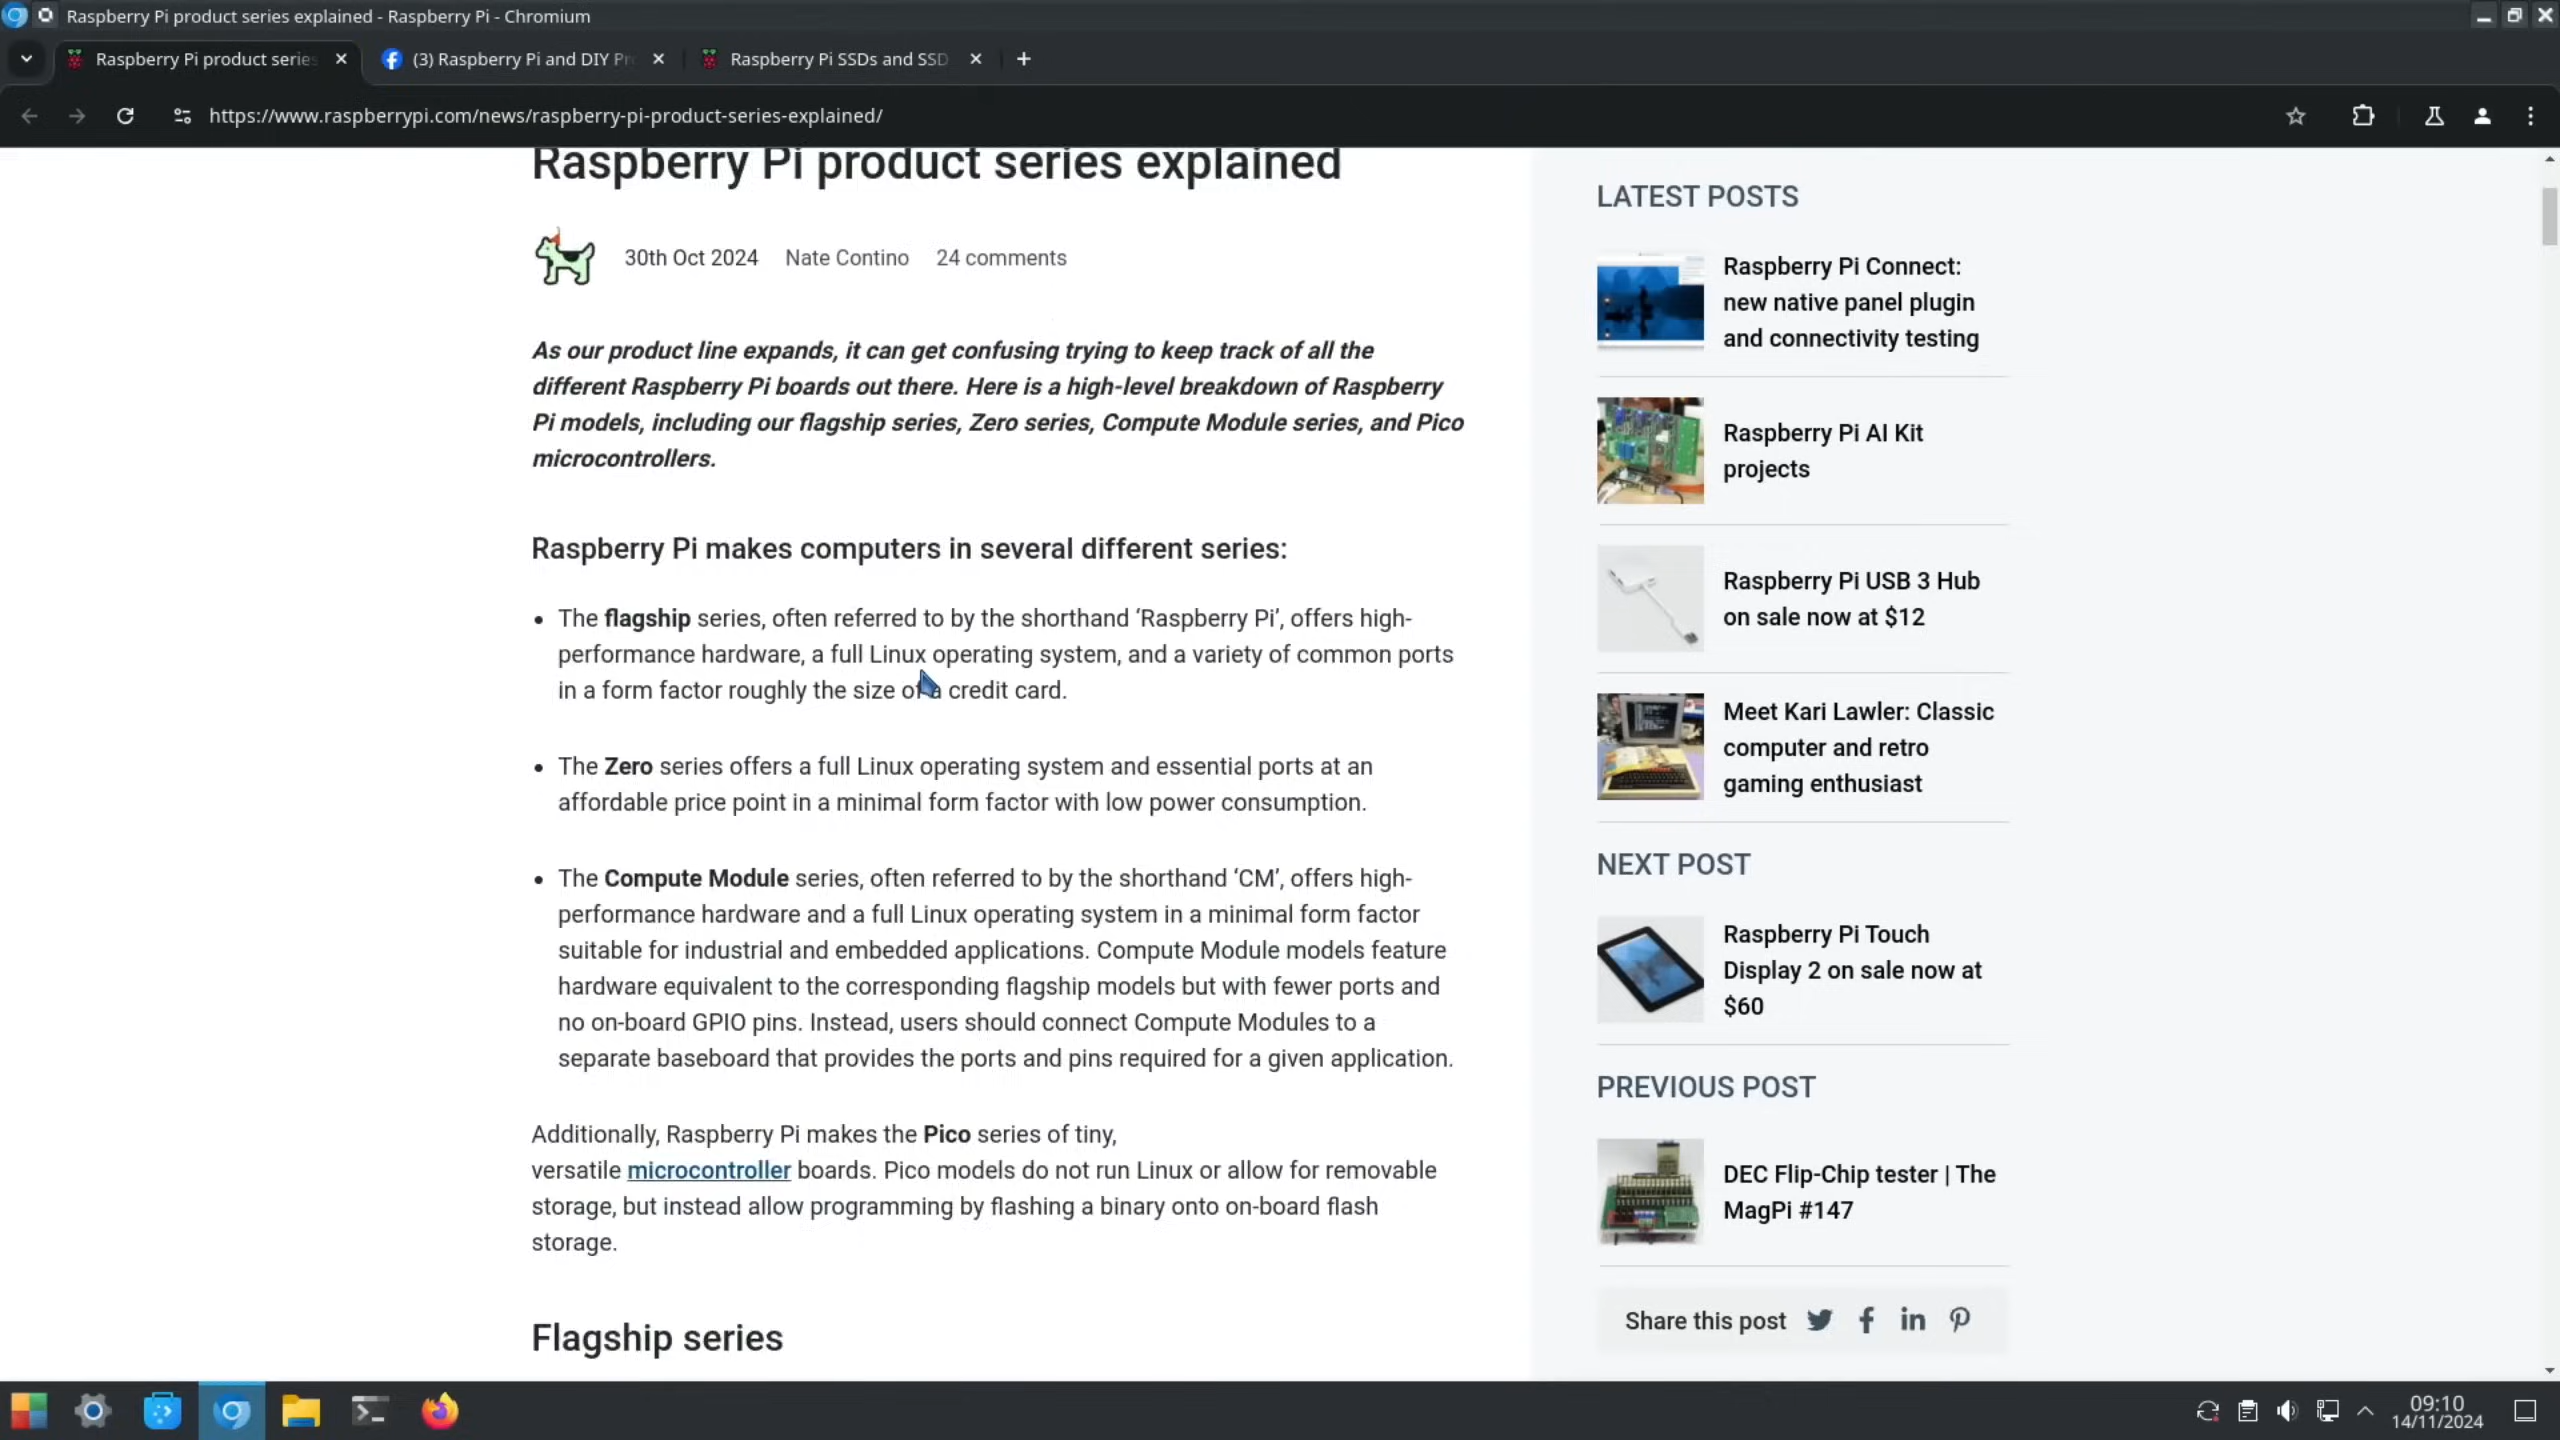 Raspberry Pi product series explained - Raspberry Pi - Chromium
Raspberry Pi product series
(3) Raspberry Pi and DIY Pr
Raspberry Pi SSDs and SSD
https://www.raspberrypi.com/news/raspberry-pi-product-series-explained/
Raspberry Pi product series explained
30th Oct 2024 Nate Contino 24 comments
As our product line expands, it can get confusing trying to keep track of all the
different Raspberry Pi boards out there. Here is a high-level breakdown of Raspberry
Pi models, including our flagship series, Zero series, Compute Module series, and Pico
microcontrollers.
Raspberry Pi makes computers in several different series:
• The flagship series, often referred to by the shorthand ‘Raspberry Pi’, offers high-
performance hardware, a full Linux operating system, and a variety of common ports
in a form factor roughly the size of a credit card.
• The Zero series offers a full Linux operating system and essential ports at an
affordable price point in a minimal form factor with low power consumption.
• The Compute Module series, often referred to by the shorthand ‘CM’, offers high-
performance hardware and a full Linux operating system in a minimal form factor
suitable for industrial and embedded applications. Compute Module models feature
hardware equivalent to the corresponding flagship models but with fewer ports and
no on-board GPIO pins. Instead, users should connect Compute Modules to a
separate baseboard that provides the ports and pins required for a given application.
Additionally, Raspberry Pi makes the Pico series of tiny,
versatile microcontroller boards. Pico models do not run Linux or allow for removable
storage, but instead allow programming by flashing a binary onto on-board flash
storage.
Flagship series
LATEST POSTS
Raspberry Pi Connect:
new native panel plugin
and connectivity testing
Raspberry Pi AI Kit
projects
Raspberry Pi USB 3 Hub
on sale now at $12
Meet Kari Lawler: Classic
computer and retro
gaming enthusiast
NEXT POST
Raspberry Pi Touch
Display 2 on sale now at
$60
PREVIOUS POST
DEC Flip-Chip tester | The
MagPi #147
Share this post
09:10
14/11/2024